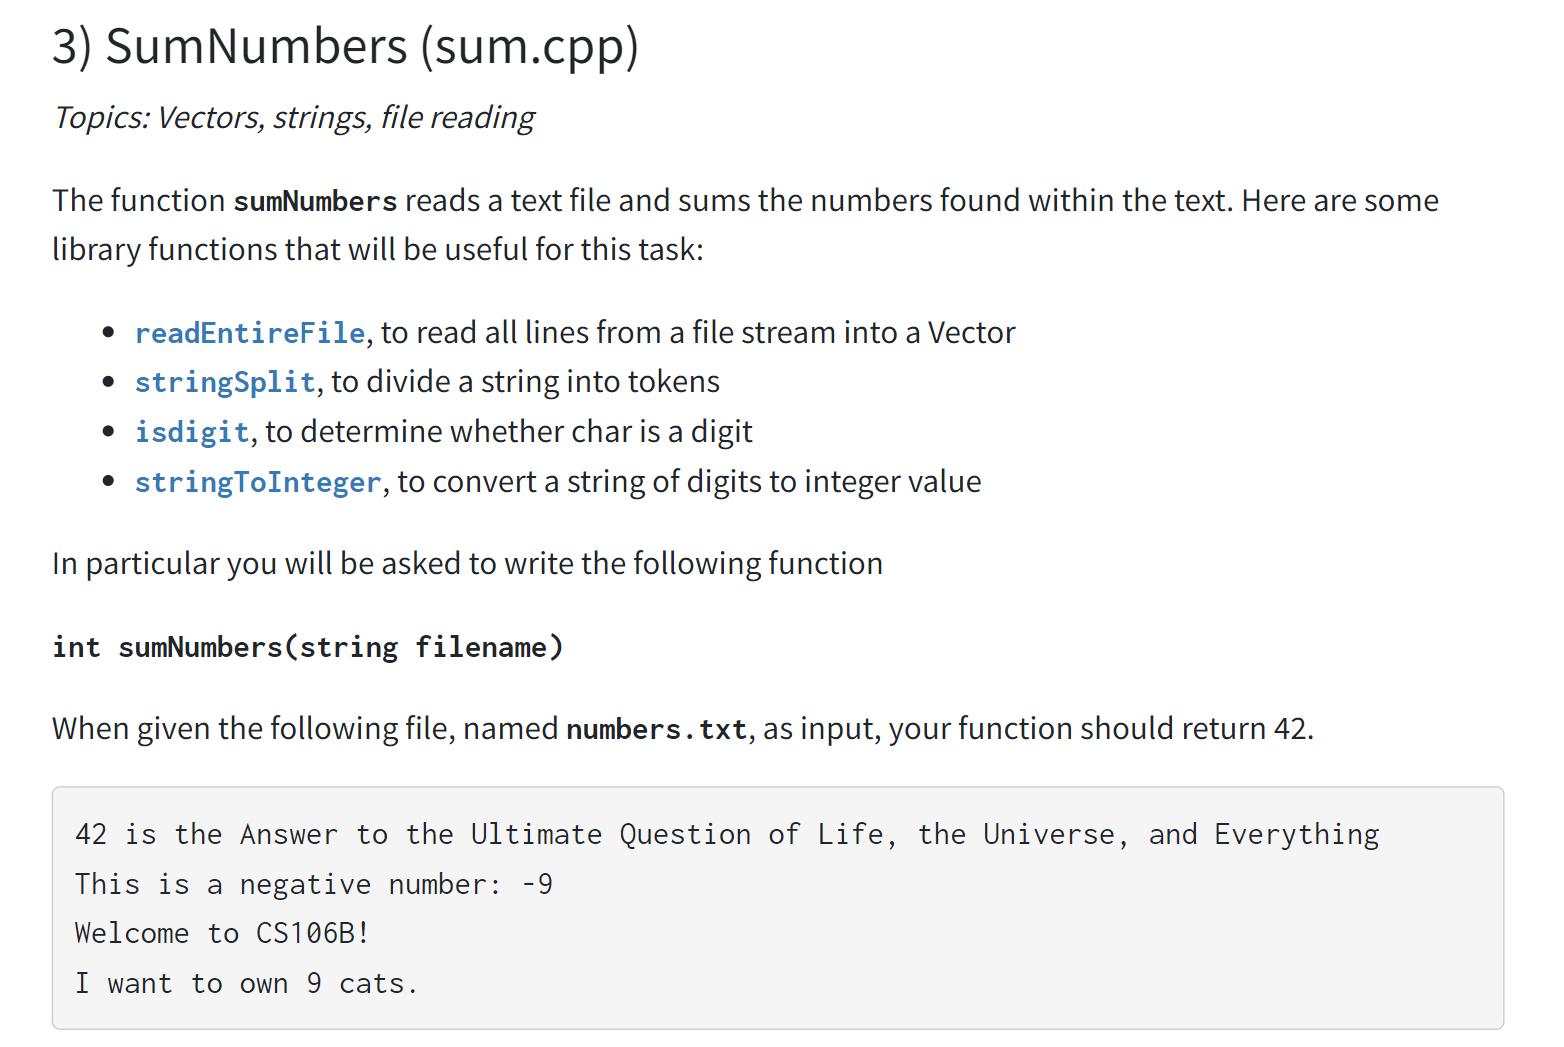 3) SumNumbers (sum.cpp)
Topics: Vectors, strings, file reading
The function sumNumbers reads a text file and sums the numbers found within the text. Here are some
library functions that will be useful for this task:
• readEntireFile, to read all lines from a file stream into a Vector
• stringSplit, to divide a string into tokens
• isdigit, to determine whether char is a digit
• stringToInteger, to convert a string of digits to integer value
In particular you will be asked to write the following function
int sumNumbers(string filename)
When given the following file, named numbers.txt, as input, your function should return 42.
42 is the Answer to the Ultimate Question of Life, the Universe, and Everything
This is a negative number: -9
Welcome to CS106B!
I want to own 9 cats.